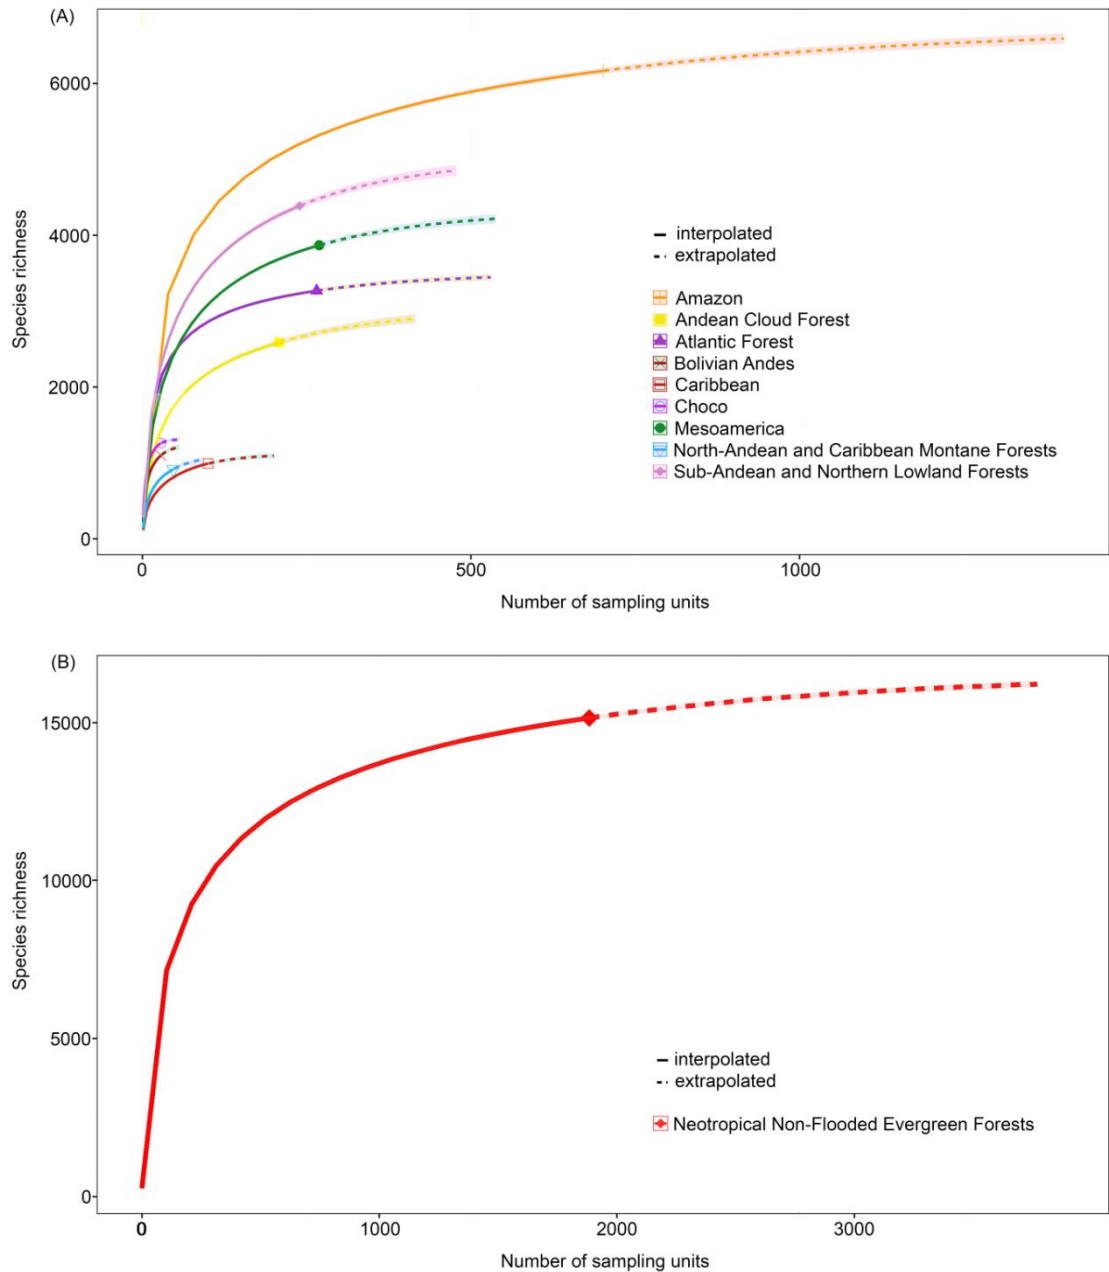 (A)
6000
4000
2000
0
Species richness
interpolated
extrapolated
Amazon
Andean Cloud Forest
Atlantic Forest
Bolivian Andes
Caribbean
Choco
Mesoamerica
North-Andean and Caribbean Montane Forests
Sub-Andean and Northern Lowland Forests
0 500 1000
Number of sampling units
(B)
15000
10000
5000
0
Species richness
interpolated
extrapolated
Neotropical Non-Flooded Evergreen Forests
0 1000 2000 3000
Number of sampling units